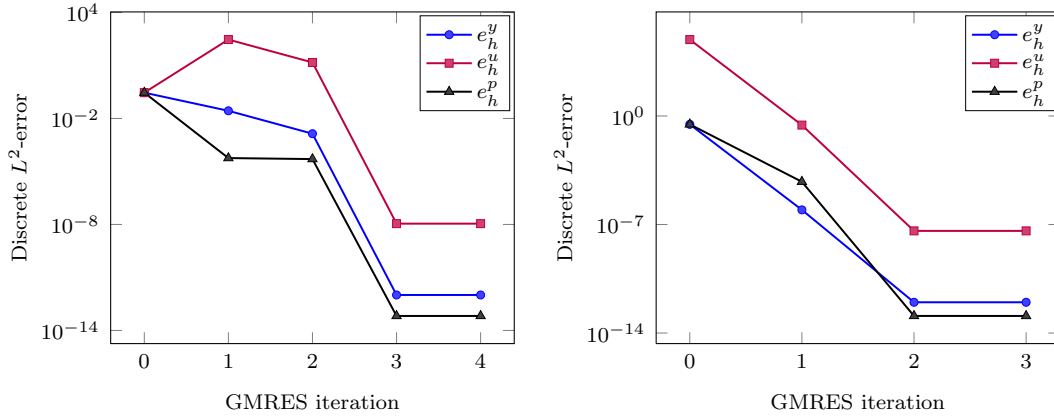 10^4
10^{-2}
10^{-8}
10^{-14}
Discrete L^2-error
0 1 2 3 4
GMRES iteration
e_h^y
e_h^u
e_h^p
10^0
10^{-7}
10^{-14}
Discrete L^2-error
0 1 2 3
GMRES iteration
e_h^y
e_h^u
e_h^p